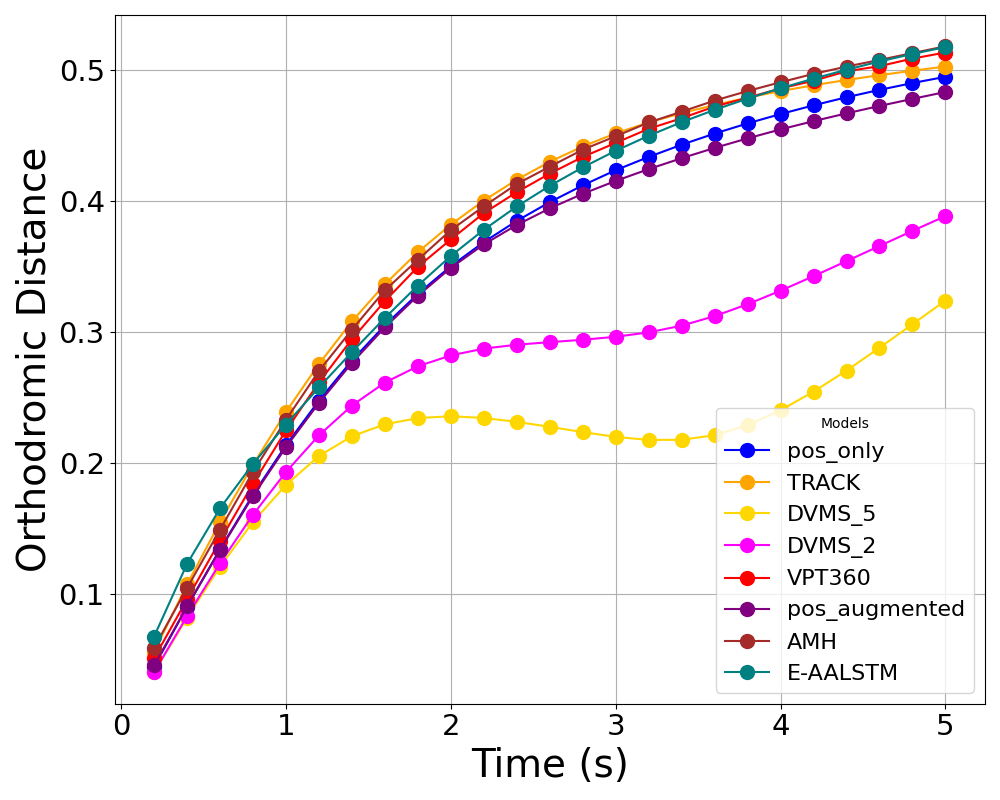 Orthodromic Distance
0.5
0.4
0.3
0.2
0.1
0
1
2
3
4
5
Time (s)
Models
pos_only
TRACK
DVMS_5
DVMS_2
VPT360
pos_augmented
AMH
E-AALSTM